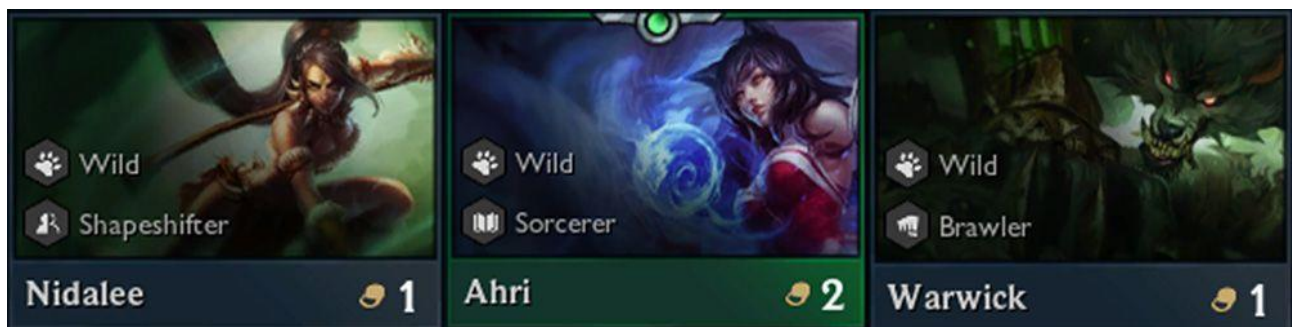 Wild
Shapeshifter
Nidalee 1
Wild
Sorcerer
Ahri 2
Wild
Brawler
Warwick 1